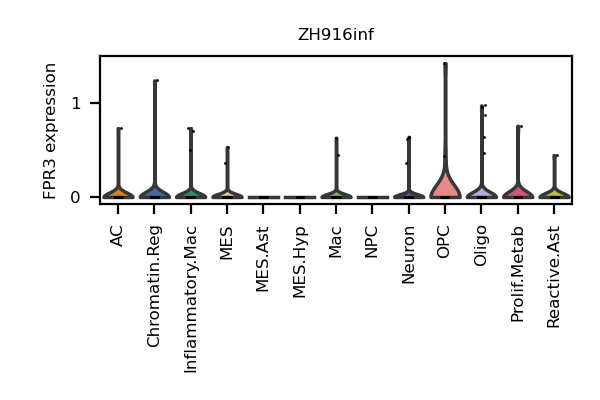 ZH916inf
FPR3 expression
1
0
AC
Chromatin.Reg
Inflammatory.Mac
MES
MES.Ast
MES.Hyp
Mac
NPC
Neuron
OPC
Oligo
Prolif.Metab
Reactive.Ast